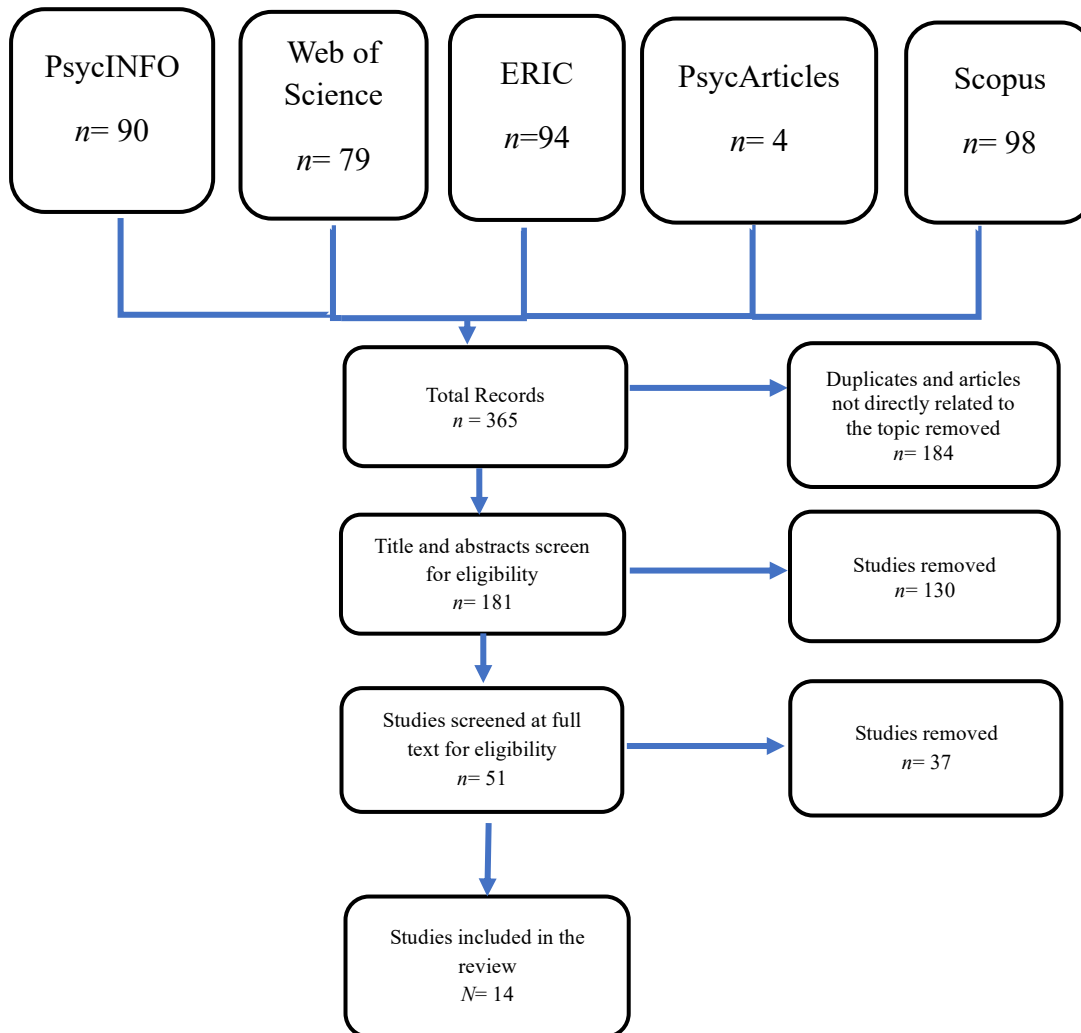 PsycINFO
n= 90
Web of
Science
n= 79
ERIC
n=94
PsycArticles
n= 4
Scopus
n= 98
Total Records
n = 365
Duplicates and articles
not directly related to
the topic removed
n= 184
Title and abstracts screen
for eligibility
n= 181
Studies removed
n= 130
Studies screened at full
text for eligibility
n= 51
Studies removed
n= 37
Studies included in the
review
N= 14